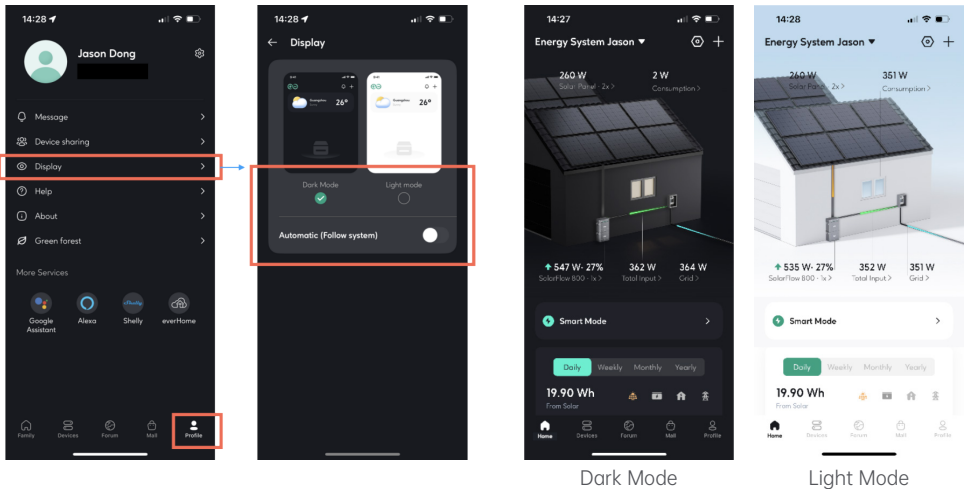 14:28
Jason Dong
Message
Device sharing
Display
Help
About
Green forest
More Services
Google Assistant
Alexa
Shelly
everHome
Family
Devices
Forum
Mall
Profile
14:28
Display
26°
26°
Dark Mode
Light mode
Automatic (Follow system)
14:27
Energy System Jason
260 W
2 W
Solar Panel · 2x >
Consumption >
547 W · 27%
362 W
364 W
SolarFlow 800 · 1x >
Total Input >
Grid >
Smart Mode
Daily Weekly Monthly Yearly
19.90 Wh
From Solar
Home
Devices
Forum
Mall
Profile
Dark Mode
14:28
Energy System Jason
260 W
351 W
Solar Panel · 2x >
Consumption >
535 W · 27%
352 W
351 W
SolarFlow 800 · 1x >
Total Input >
Grid >
Smart Mode
Daily Weekly Monthly Yearly
19.90 Wh
From Solar
Home
Devices
Forum
Mall
Profile
Light Mode